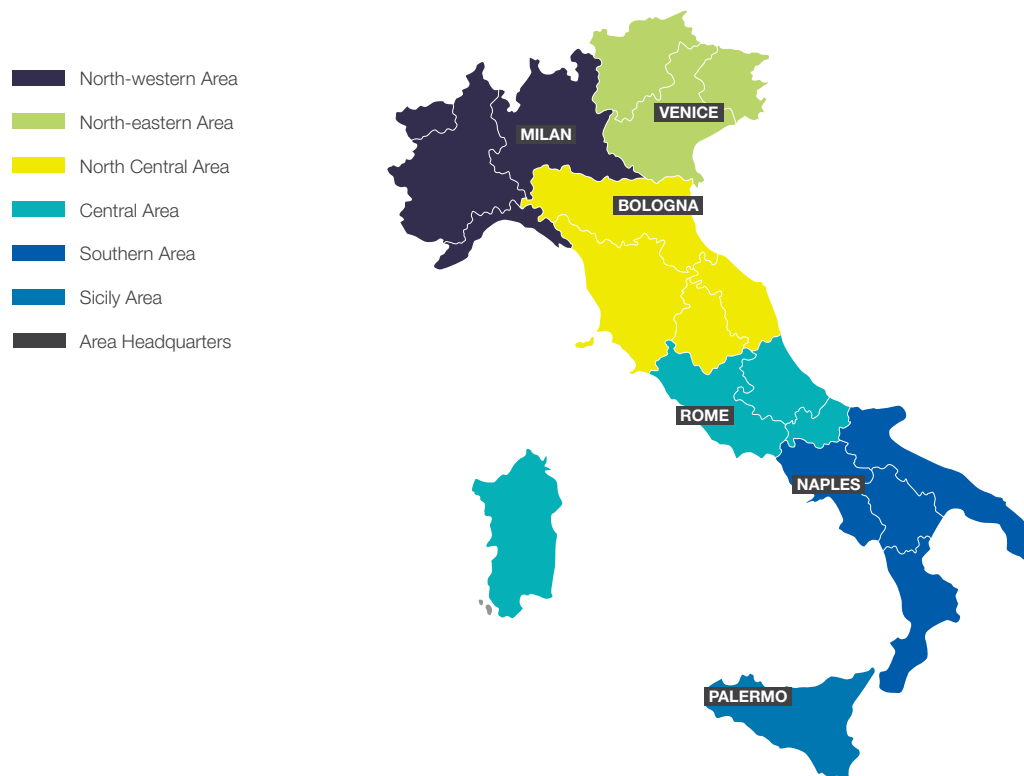 North-western Area
North-eastern Area
North Central Area
Central Area
Southern Area
Sicily Area
Area Headquarters
VENICE
MILAN
BOLOGNA
ROME
NAPLES
PALERMO